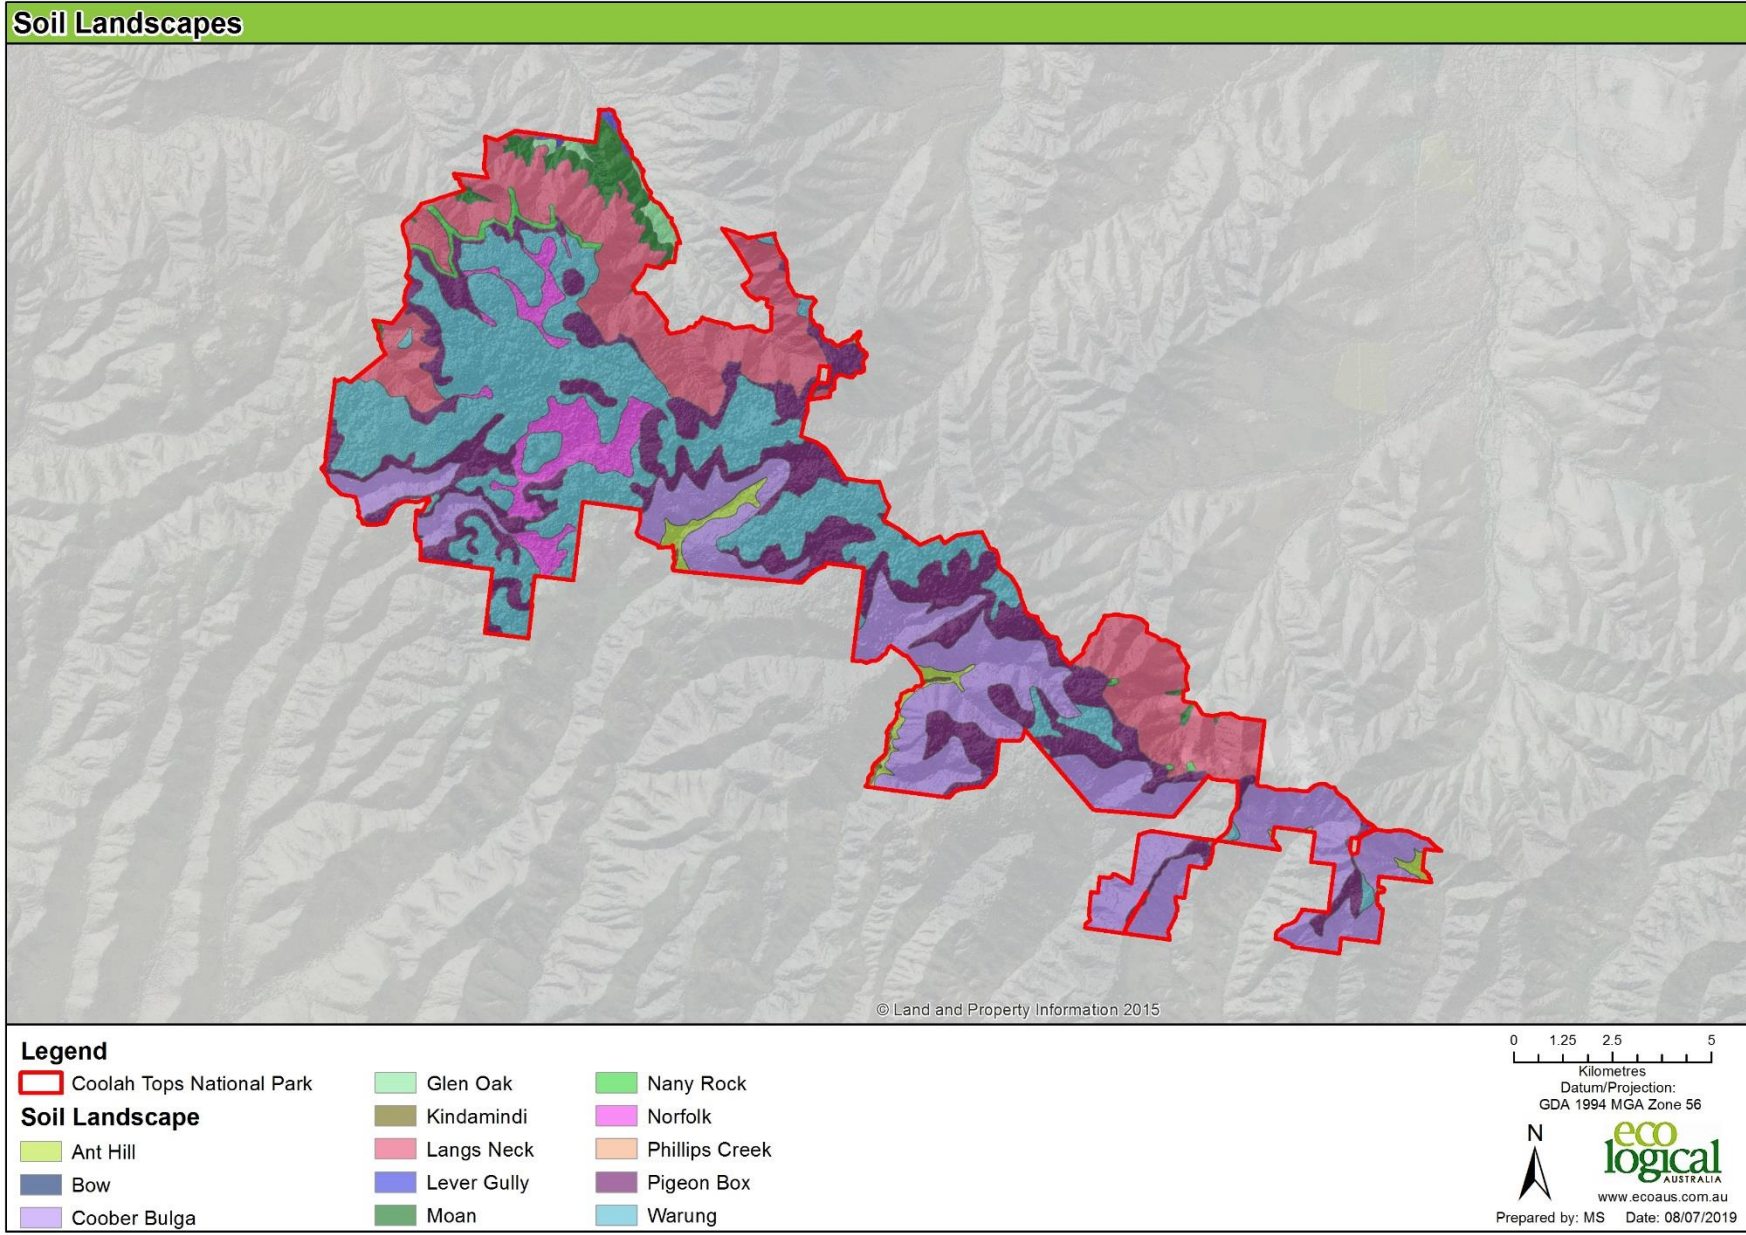 Soil Landscapes
© Land and Property Information 2015
Legend
Coolah Tops National Park
Soil Landscape
Ant Hill
Bow
Coober Bulga
Glen Oak
Kindamindi
Langs Neck
Lever Gully
Moan
Nany Rock
Norfolk
Phillips Creek
Pigeon Box
Warung
0 1.25 2.5 5
Kilometres
Datum/Projection:
GDA 1994 MGA Zone 56
N
eco
logical
AUSTRALIA
www.ecoaus.com.au
Prepared by: MS Date: 08/07/2019